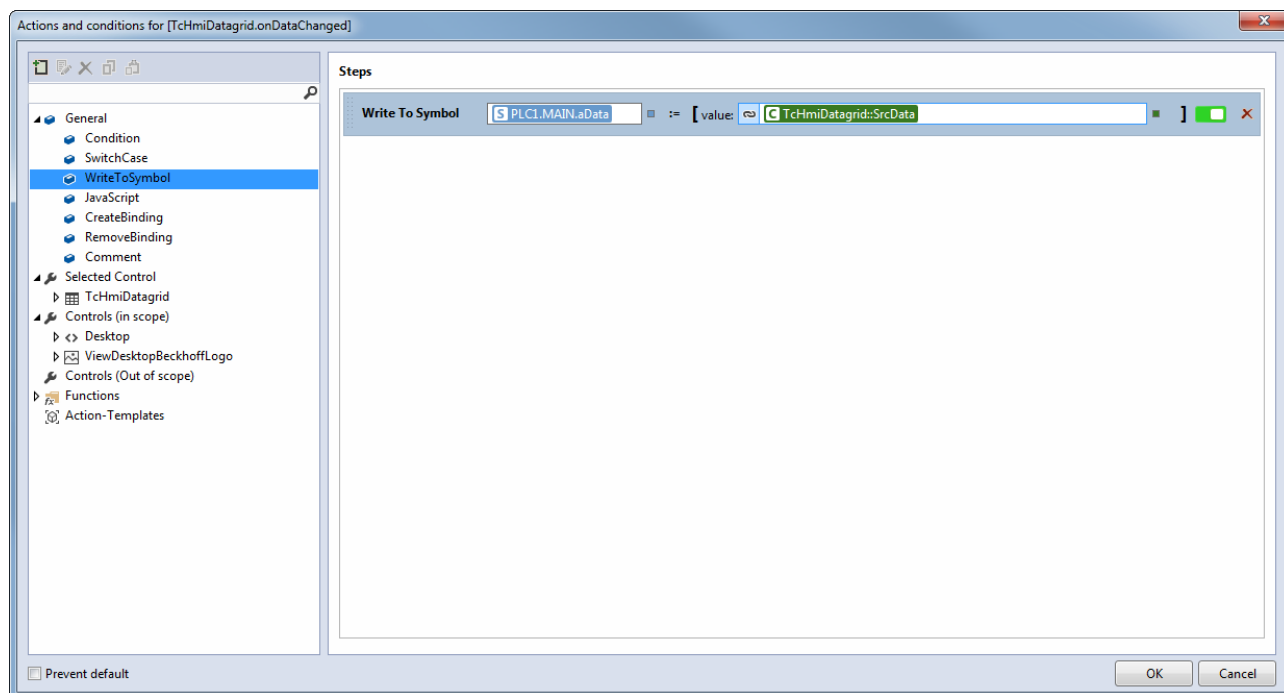 Actions and conditions for [TcHmiDatagrid.onDataChanged]
General
Condition
SwitchCase
WriteToSymbol
JavaScript
CreateBinding
RemoveBinding
Comment
Selected Control
TcHmiDatagrid
Controls (in scope)
Desktop
ViewDesktopBeckhoffLogo
Controls (Out of scope)
Functions
Action-Templates
Steps
Write To Symbol S PLC1.MAIN.aData := [ value: C TcHmiDatagrid::SrcData ]
Prevent default
OK Cancel